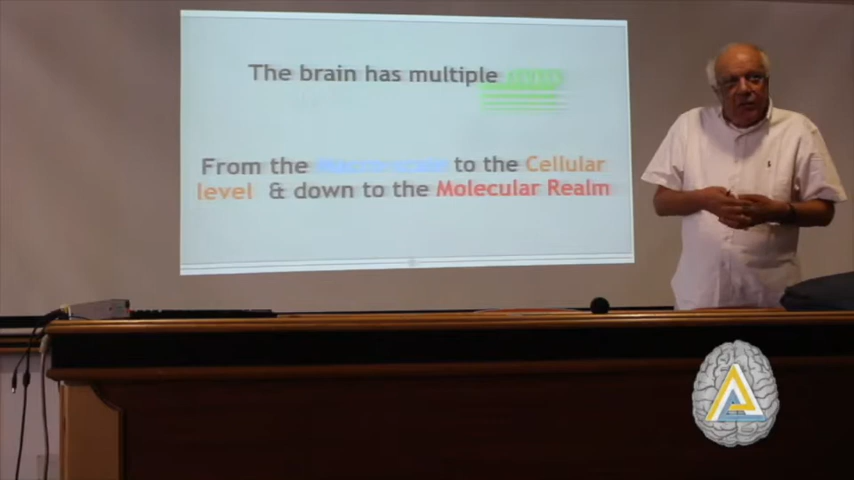 The brain has multiple
From the to the Cellular
level & down to the Molecular Realm